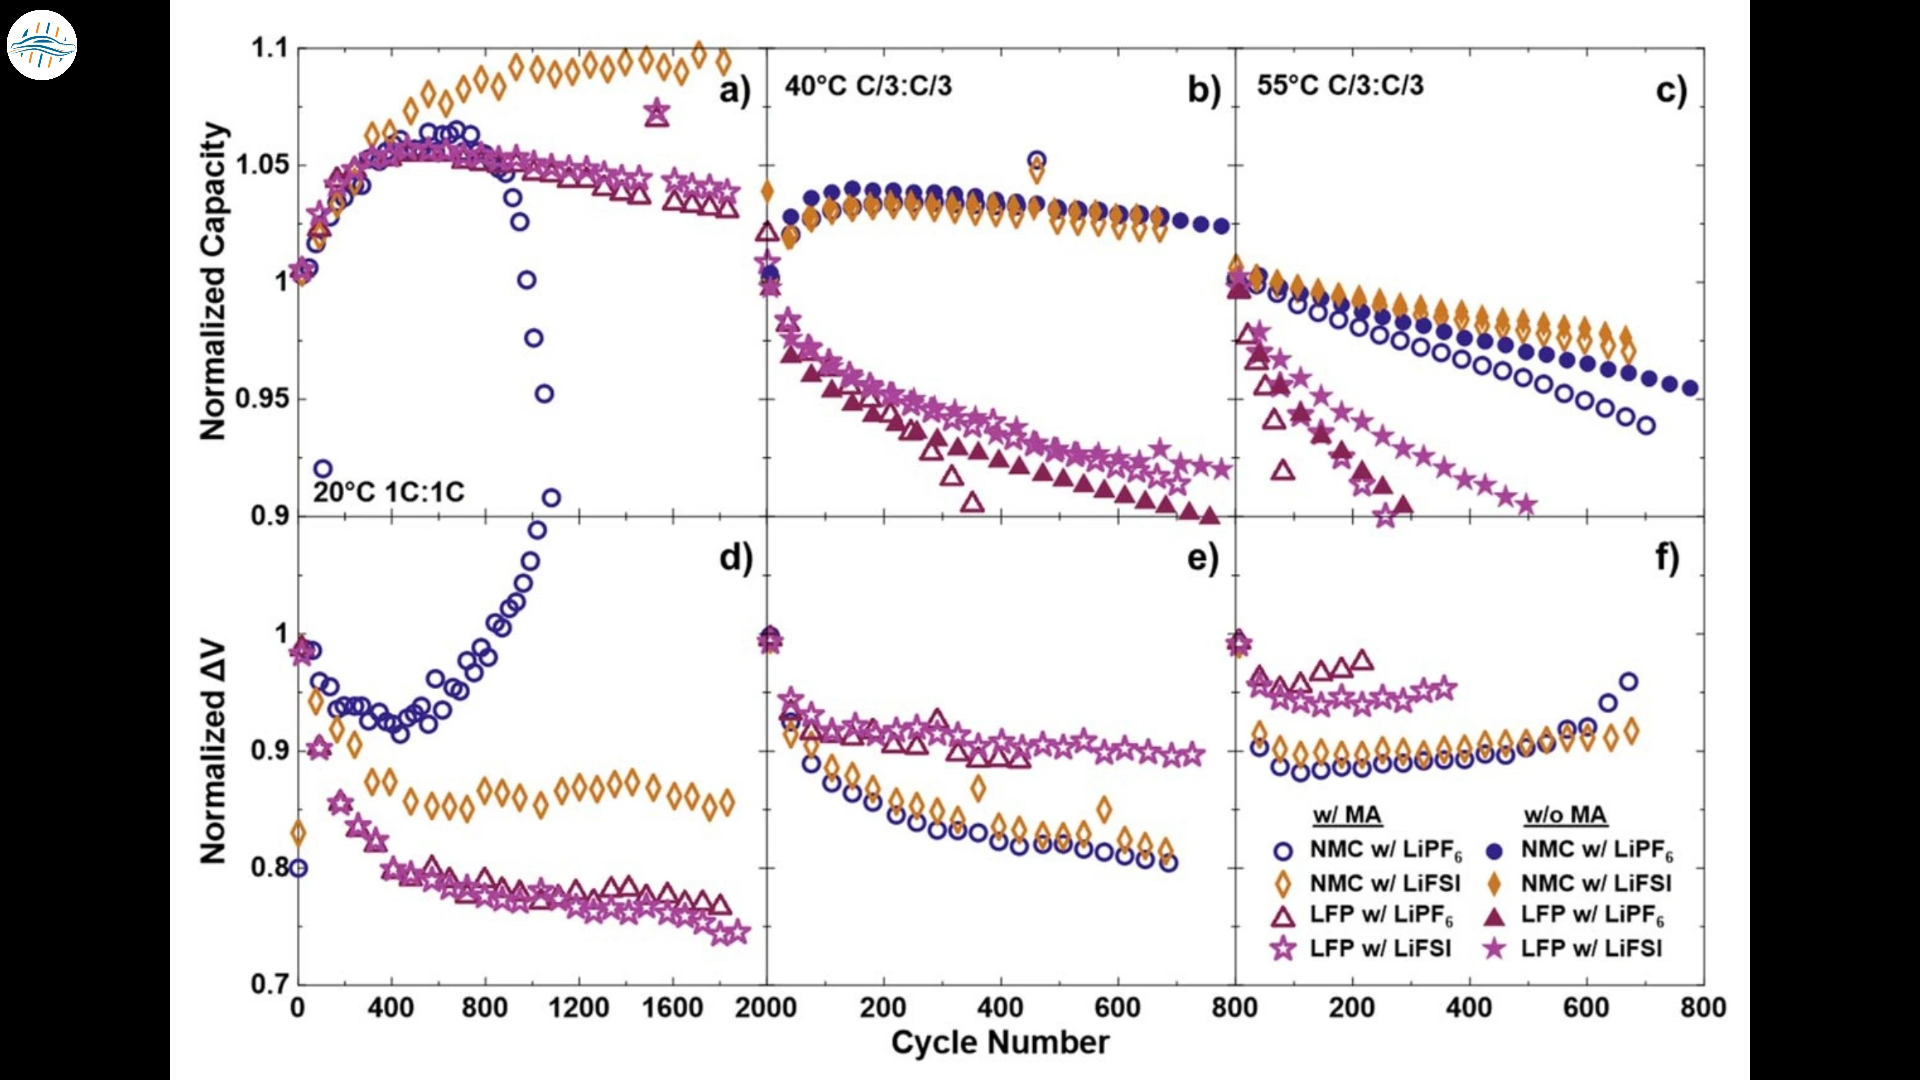 1.1
1.05
1
0.95
0.9
Normalized Capacity
a)
20°C 1C:1C
40°C C/3:C/3
b)
55°C C/3:C/3
c)
d)
e)
f)
1
0.9
0.8
0.7
Normalized ΔV
w/ MA
w/o MA
NMC w/ LiPF₆
NMC w/ LiPF₆
NMC w/ LiFSI
NMC w/ LiFSI
LFP w/ LiPF₆
LFP w/ LiPF₆
LFP w/ LiFSI
LFP w/ LiFSI
0 400 800 1200 1600 2000 200 400 600 800 200 400 600 800
Cycle Number